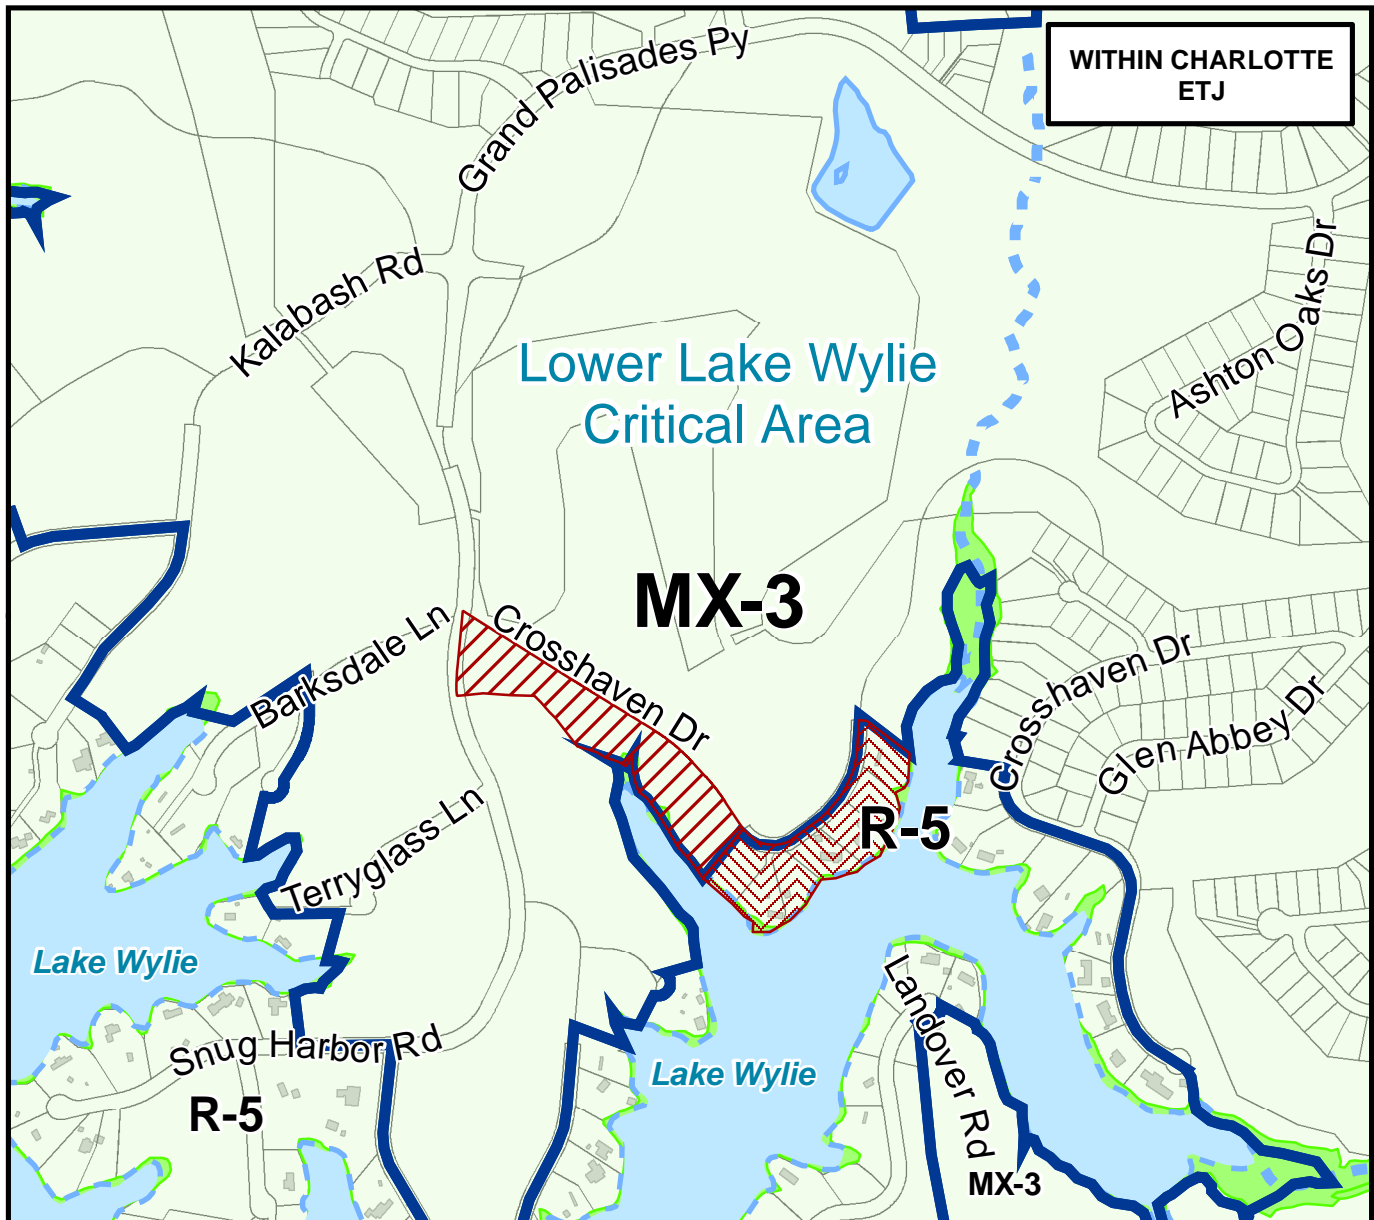 WITHIN CHARLOTTE
ETJ
Grand Palisades Py
Kalabash Rd
Ashton Oaks Dr
Lower Lake Wylie
Critical Area
MX-3
Crosshaven Dr
Barksdale Ln
Crosshaven Dr
Glen Abbey Dr
Terryglass Ln
R-5
Lake Wylie
Landover Rd
Snug Harbor Rd
Lake Wylie
R-5
MX-3